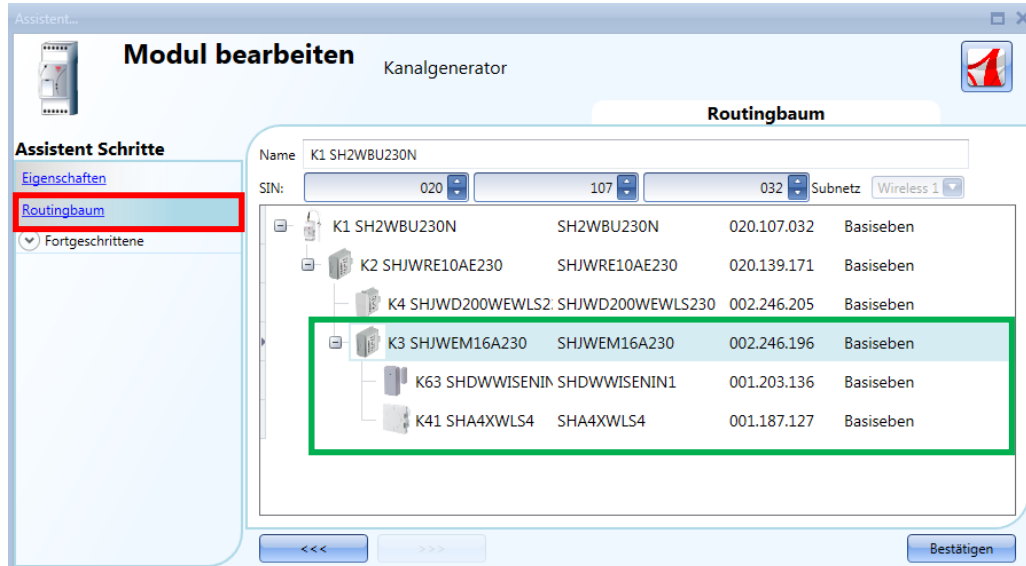 Assistent...
Modul bearbeiten
Kanalgenerator
Routingbaum
Assistent Schritte
Eigenschaften
Routingbaum
Fortgeschrittene
Name K1 SH2WBU230N
SIN: 020 107 032 Subnetz Wireless 1
K1 SH2WBU230N SH2WBU230N 020.107.032 Basiseben
K2 SHJWRE10AE230 SHJWRE10AE230 020.139.171 Basiseben
K4 SHJWD200WEWLS2: SHJWD200WEWLS230 002.246.205 Basiseben
K3 SHJWEM16A230 SHJWEM16A230 002.246.196 Basiseben
K63 SHDWWISENIN SHDWWISENIN1 001.203.136 Basiseben
K41 SHA4XWLS4 SHA4XWLS4 001.187.127 Basiseben
<<< >>> Bestätigen